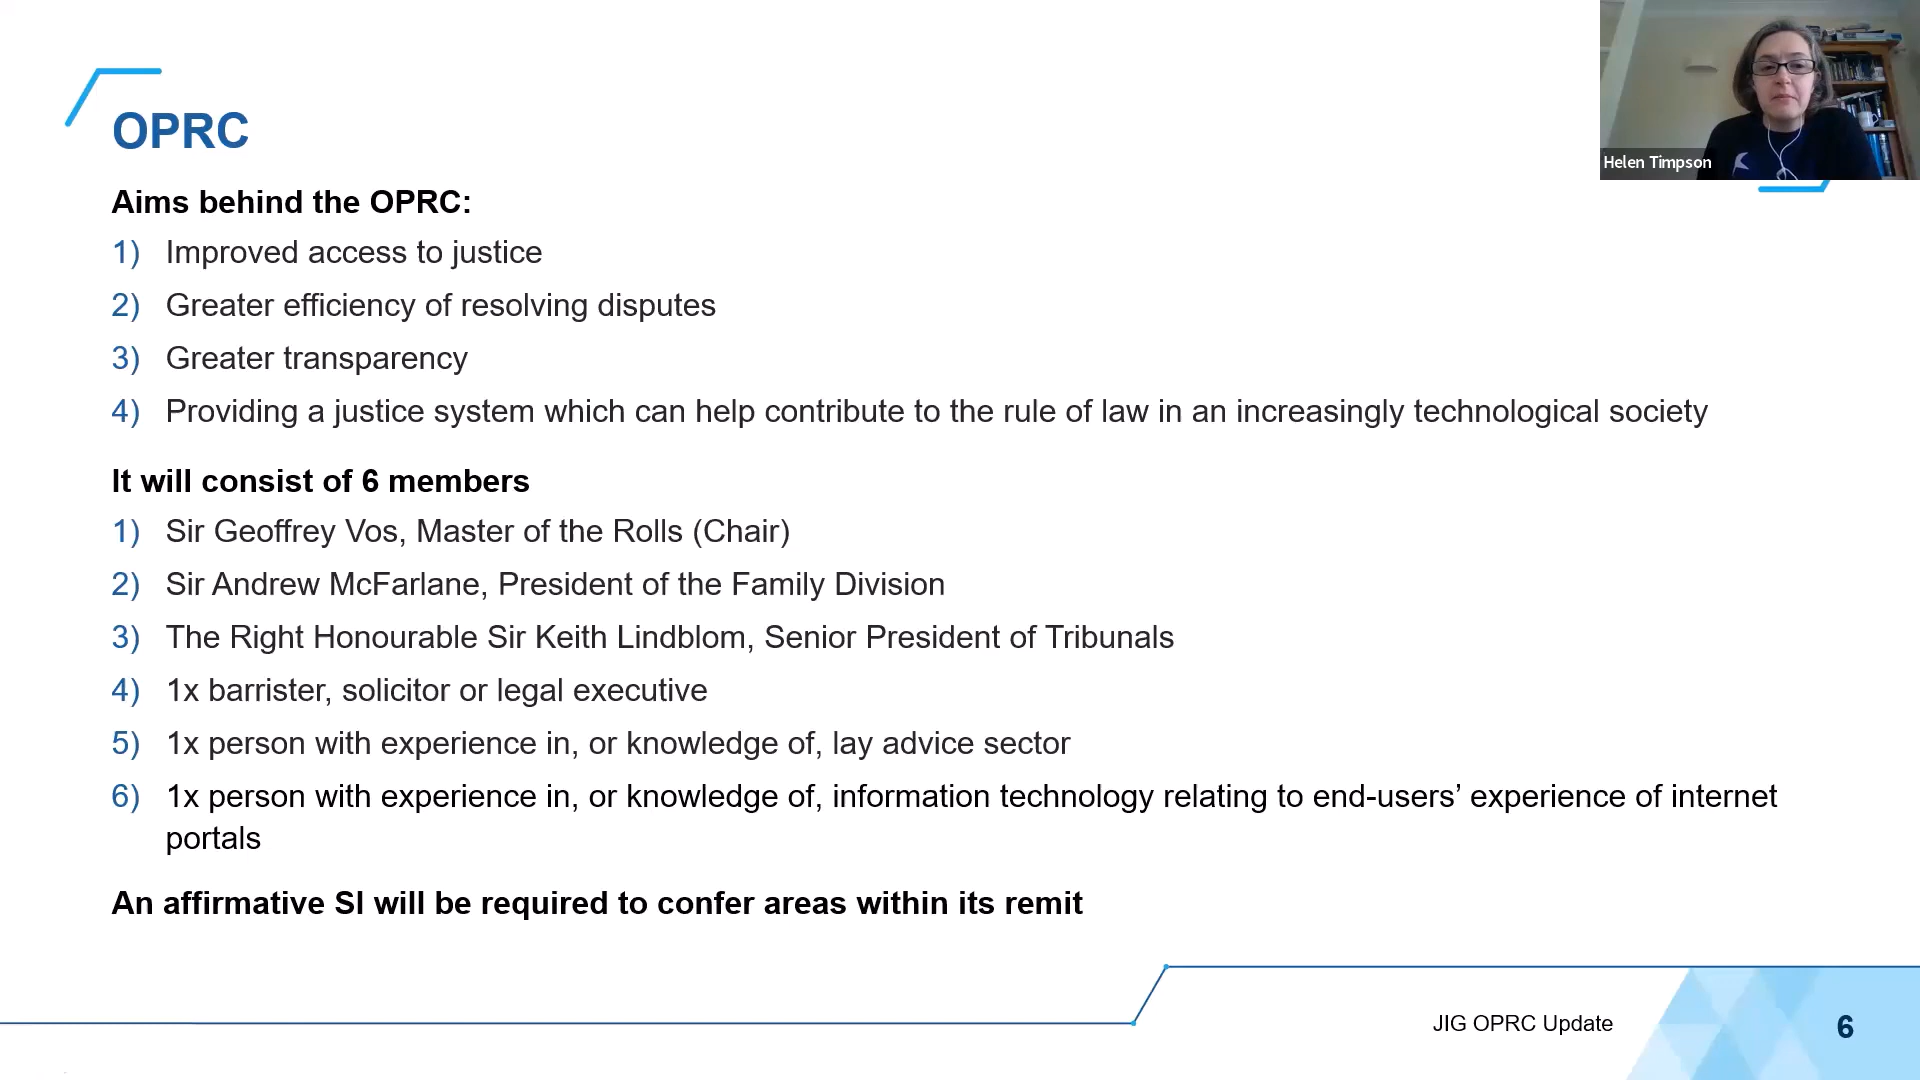 Helen Timpson
OPRC
Aims behind the OPRC:
1) Improved access to justice
2) Greater efficiency of resolving disputes
3) Greater transparency
4) Providing a justice system which can help contribute to the rule of law in an increasingly technological society
It will consist of 6 members
1) Sir Geoffrey Vos, Master of the Rolls (Chair)
2) Sir Andrew McFarlane, President of the Family Division
3) The Right Honourable Sir Keith Lindblom, Senior President of Tribunals
4) 1x barrister, solicitor or legal executive
5) 1x person with experience in, or knowledge of, lay advice sector
6) 1x person with experience in, or knowledge of, information technology relating to end-users’ experience of internet
portals
An affirmative SI will be required to confer areas within its remit
JIG OPRC Update
6